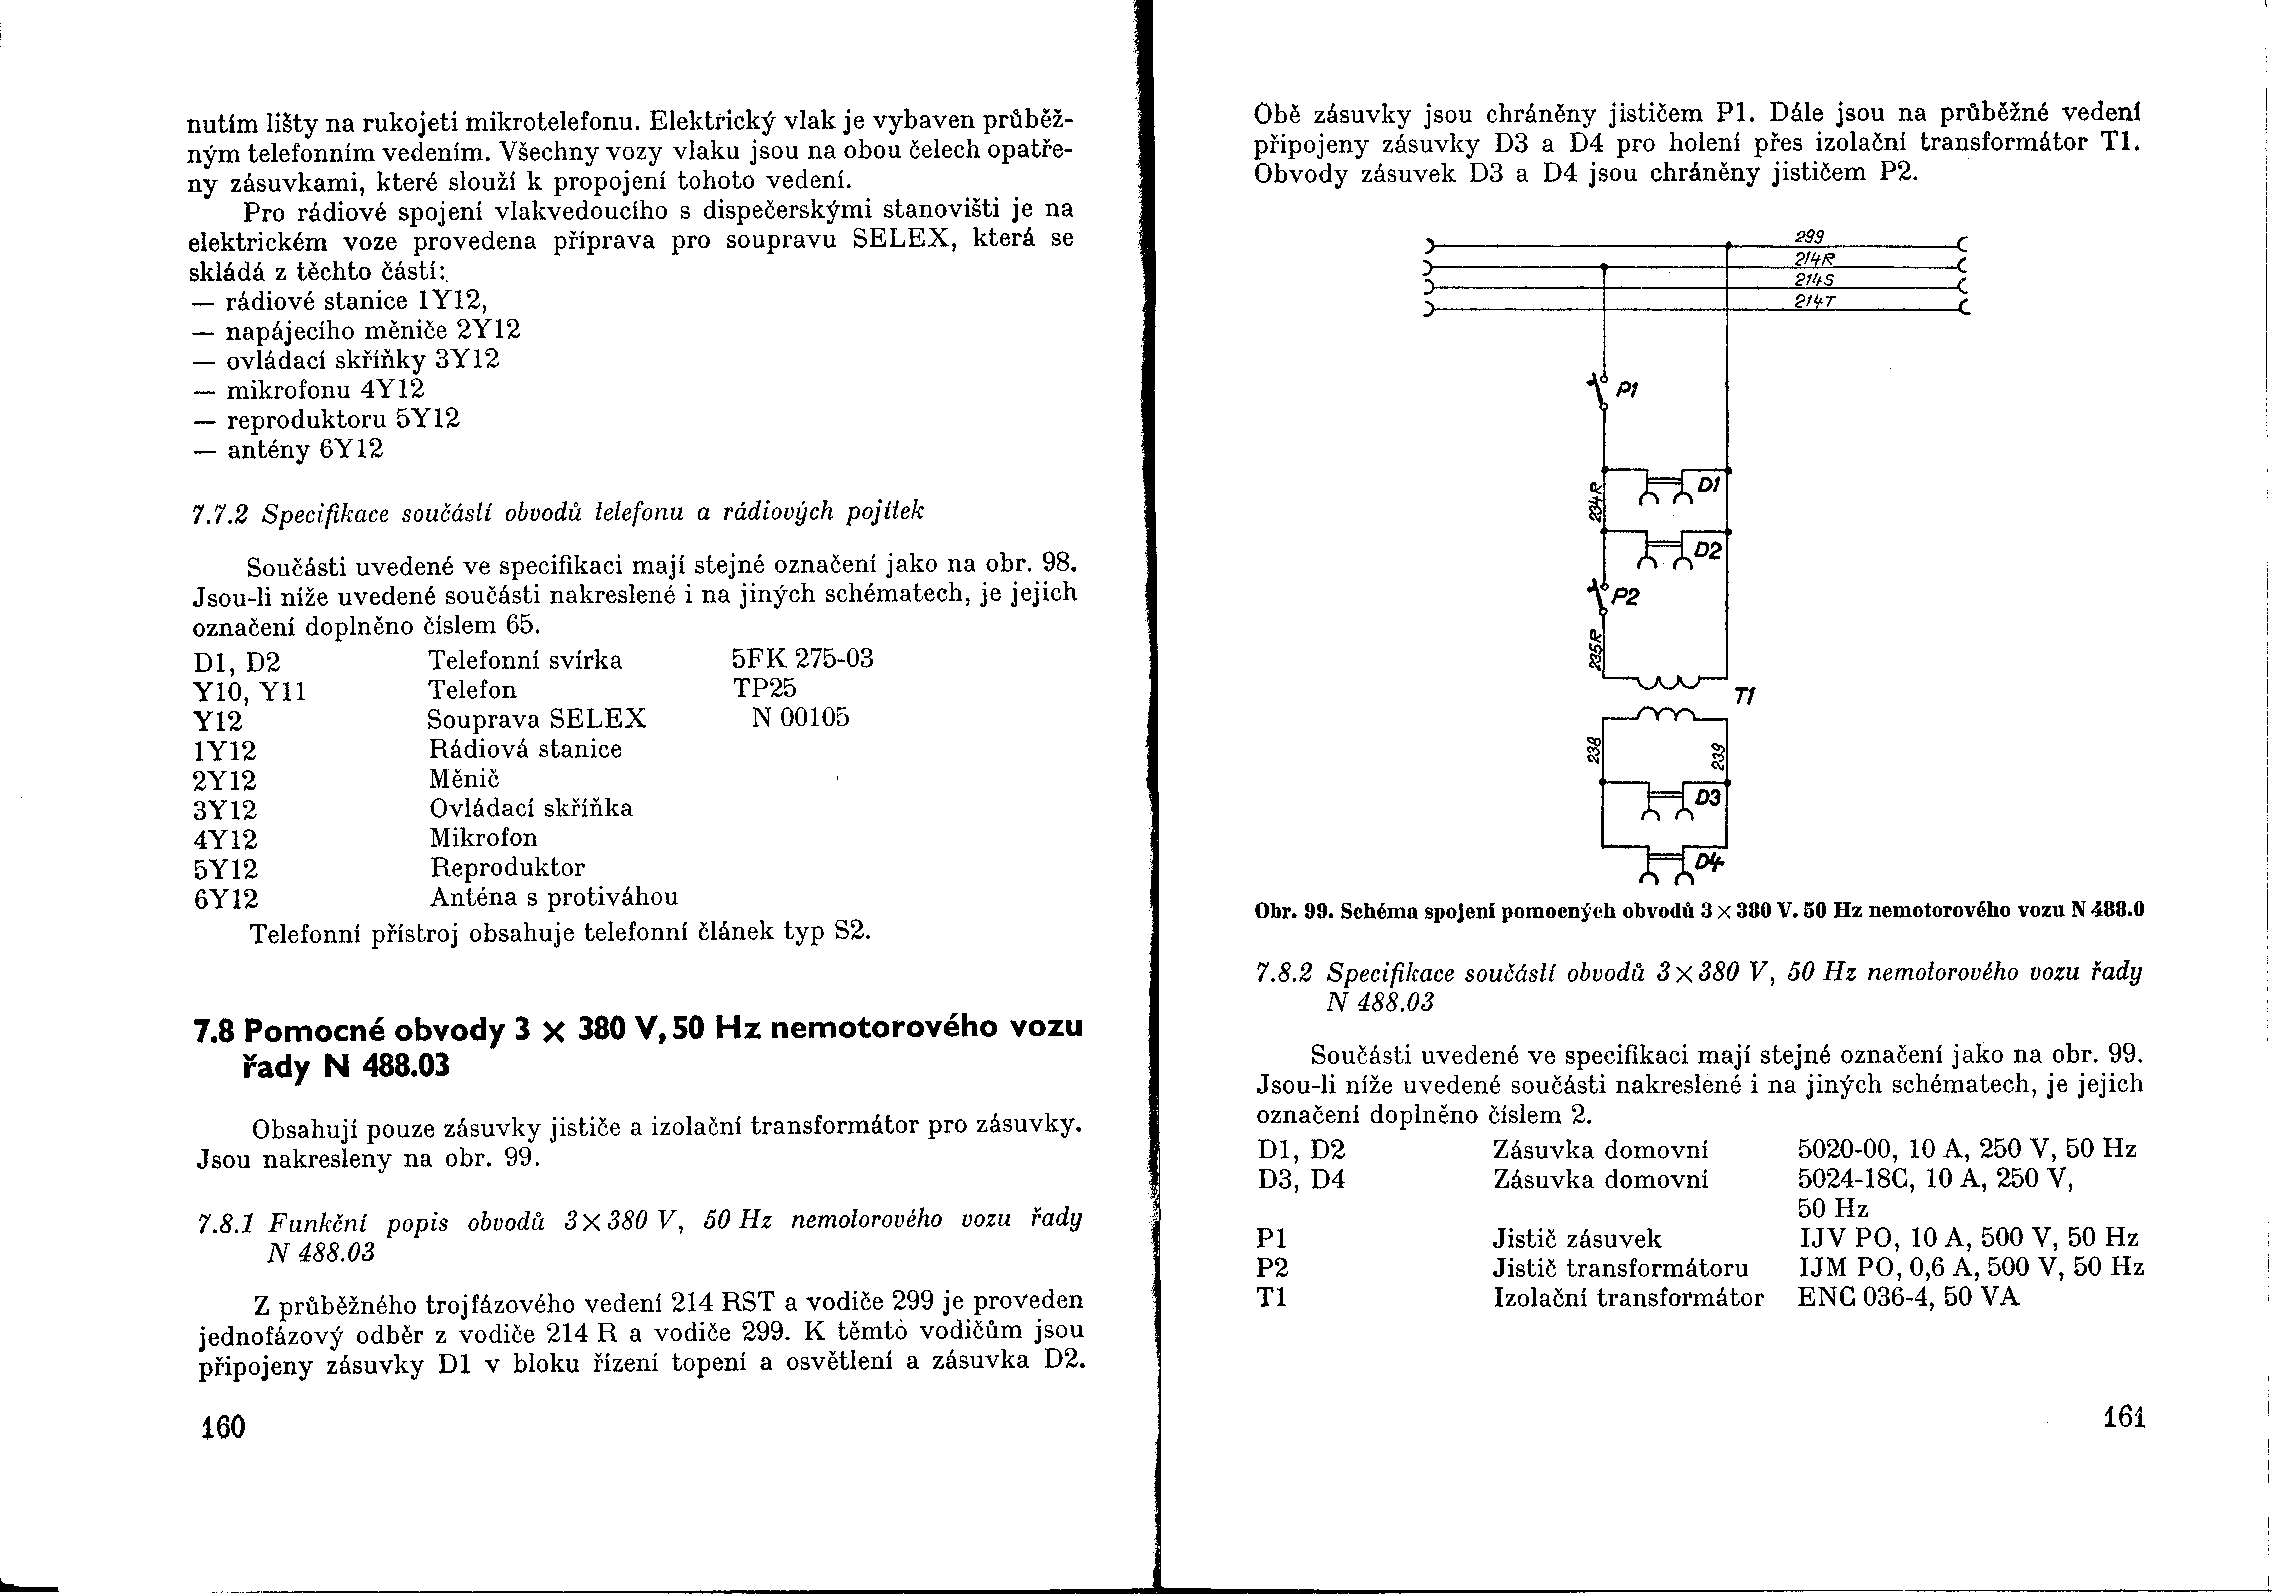 nutím lišty na rukojeti mikrotelefonu. Elektrický vlak je vybaven průběž-
ným telefonním vedením. Všechny vozy vlaku jsou na obou čelech opatře-
ny zásuvkami, které slouží k propojení tohoto vedení.
Pro rádiové spojení vlakvedoucího s dispečerskými stanovišti je na
elektrickém voze provedena příprava pro soupravu SELEX, která se
skládá z těchto částí:
— rádiové stanice 1Y12,
— napájecího měniče 2Y12
— ovládací skříňky 3Y12
— mikrofonu 4Y12
— reproduktoru 5Y12
— antény 6Y12
7.7.2 Specifikace součástí obvodů telefonu a rádiových pojítek
Součásti uvedené ve specifikaci mají stejné označení jako na obr. 98.
Jsou-li níže uvedené součásti nakreslené i na jiných schématech, je jejich
označení doplněno číslem 65.
D1, D2 Telefonní svírka 5FK 275-03
Y10, Y11 Telefon TP25
Y12 Souprava SELEX N 00105
1Y12 Rádiová stanice
2Y12 Měnič
3Y12 Ovládací skříňka
4Y12 Mikrofon
5Y12 Reproduktor
6Y12 Anténa s protiváhou
Telefonní přístroj obsahuje telefonní článek typ S2.
7.8 Pomocné obvody 3 × 380 V, 50 Hz nemotorového vozu
řady N 488.03
Obsahují pouze zásuvky jističe a izolační transformátor pro zásuvky.
Jsou nakresleny na obr. 99.
7.8.1 Funkční popis obvodů 3×380 V, 50 Hz nemotorového vozu řady
N 488.03
Z průběžného trojfázového vedení 214 RST a vodiče 299 je proveden
jednofázový odběr z vodiče 214 R a vodiče 299. K těmto vodičům jsou
připojeny zásuvky D1 v bloku řízení topení a osvětlení a zásuvka D2.
160
Obě zásuvky jsou chráněny jističem P1. Dále jsou na průběžné vedení
připojeny zásuvky D3 a D4 pro holení přes izolační transformátor T1.
Obvody zásuvek D3 a D4 jsou chráněny jističem P2.
299
214R
214S
214T
P1
234R
D1
D2
P2
235R
T1
238
239
D3
D4
Obr. 99. Schéma spojení pomocných obvodů 3 × 380 V. 50 Hz nemotorového vozu N 488.0
7.8.2 Specifikace součástí obvodů 3×380 V, 50 Hz nemotorového vozu řady
N 488.03
Součásti uvedené ve specifikaci mají stejné označení jako na obr. 99.
Jsou-li níže uvedené součásti nakreslené i na jiných schématech, je jejich
označení doplněno číslem 2.
D1, D2 Zásuvka domovní 5020-00, 10 A, 250 V, 50 Hz
D3, D4 Zásuvka domovní 5024-18C, 10 A, 250 V,
50 Hz
P1 Jistič zásuvek IJV PO, 10 A, 500 V, 50 Hz
P2 Jistič transformátoru IJM PO, 0,6 A, 500 V, 50 Hz
T1 Izolační transformátor ENC 036-4, 50 VA
161